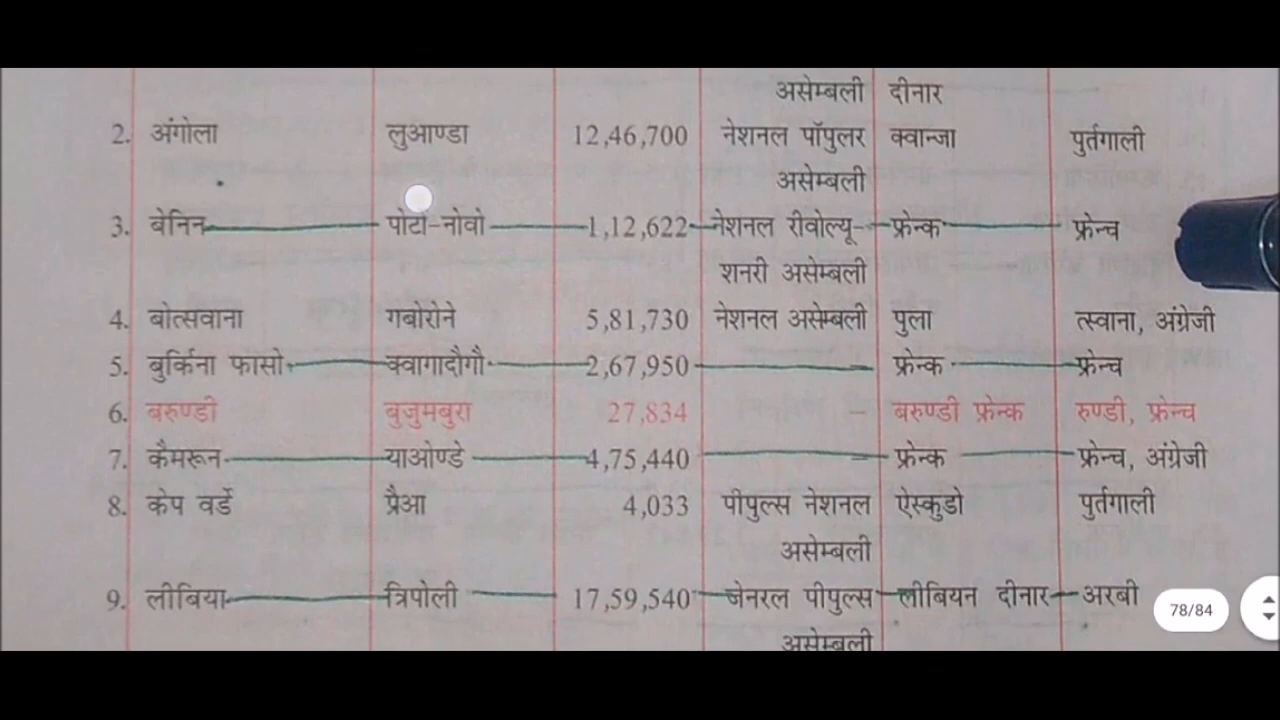 असेम्बली दीनार
2. अंगोला लुआण्डा 12,46,700 नेशनल पॉपुलर क्वान्जा पुर्तगाली
असेम्बली
3. बेनिन पोर्टो-नोवो 1,12,622 नेशनल रीवोल्यू- फ्रेन्क फ्रेन्च
शनरी असेम्बली
4. बोत्सवाना गबोरोने 5,81,730 नेशनल असेम्बली पुला त्स्वाना, अंग्रेजी
5. बुर्किना फासो क्वागादौगौ 2,67,950 – फ्रेन्क फ्रेन्च
6. बरुण्डी बुजुमबुरा 27,834 – बरुण्डी फ्रेन्क रुण्डी, फ्रेन्च
7. कैमरून याओण्डे 4,75,440 – फ्रेन्क फ्रेन्च, अंग्रेजी
8. केप वर्डे प्रैआ 4,033 पीपुल्स नेशनल ऐस्कुडो पुर्तगाली
असेम्बली
9. लीबिया त्रिपोली 17,59,540 जेनरल पीपुल्स लीबियन दीनार अरबी
78/84
असेम्बली